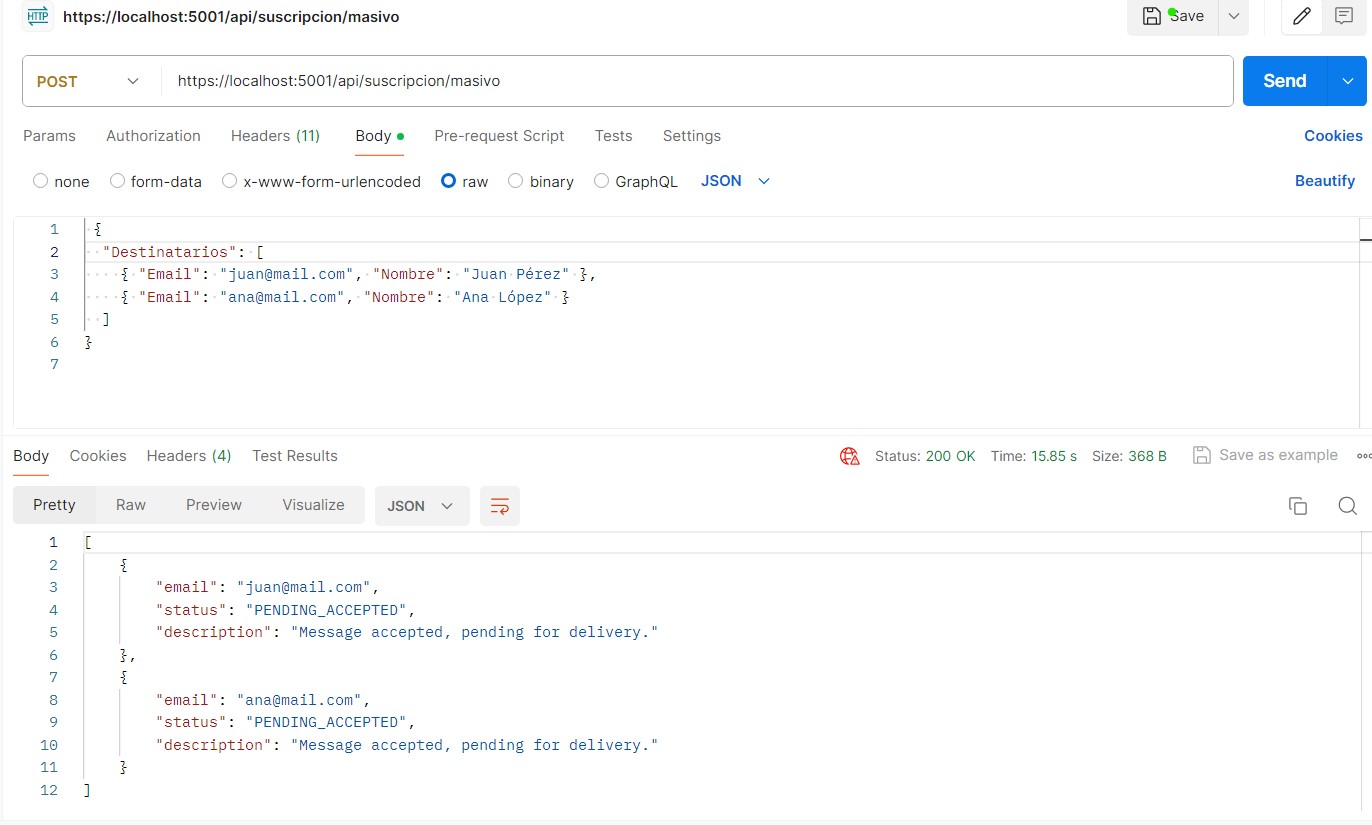 HTTP https://localhost:5001/api/suscripcion/masivo Save
POST https://localhost:5001/api/suscripcion/masivo Send
Params Authorization Headers (11) Body Pre-request Script Tests Settings Cookies
none form-data x-www-form-urlencoded raw binary GraphQL JSON Beautify
1 {
2 "Destinatarios": [
3 { "Email": "juan@mail.com", "Nombre": "Juan Pérez" },
4 { "Email": "ana@mail.com", "Nombre": "Ana López" }
5 ]
6 }
7
Body Cookies Headers (4) Test Results Status: 200 OK Time: 15.85 s Size: 368 B Save as example
Pretty Raw Preview Visualize JSON
1 [
2 {
3 "email": "juan@mail.com",
4 "status": "PENDING_ACCEPTED",
5 "description": "Message accepted, pending for delivery."
6 },
7 {
8 "email": "ana@mail.com",
9 "status": "PENDING_ACCEPTED",
10 "description": "Message accepted, pending for delivery."
11 }
12 ]